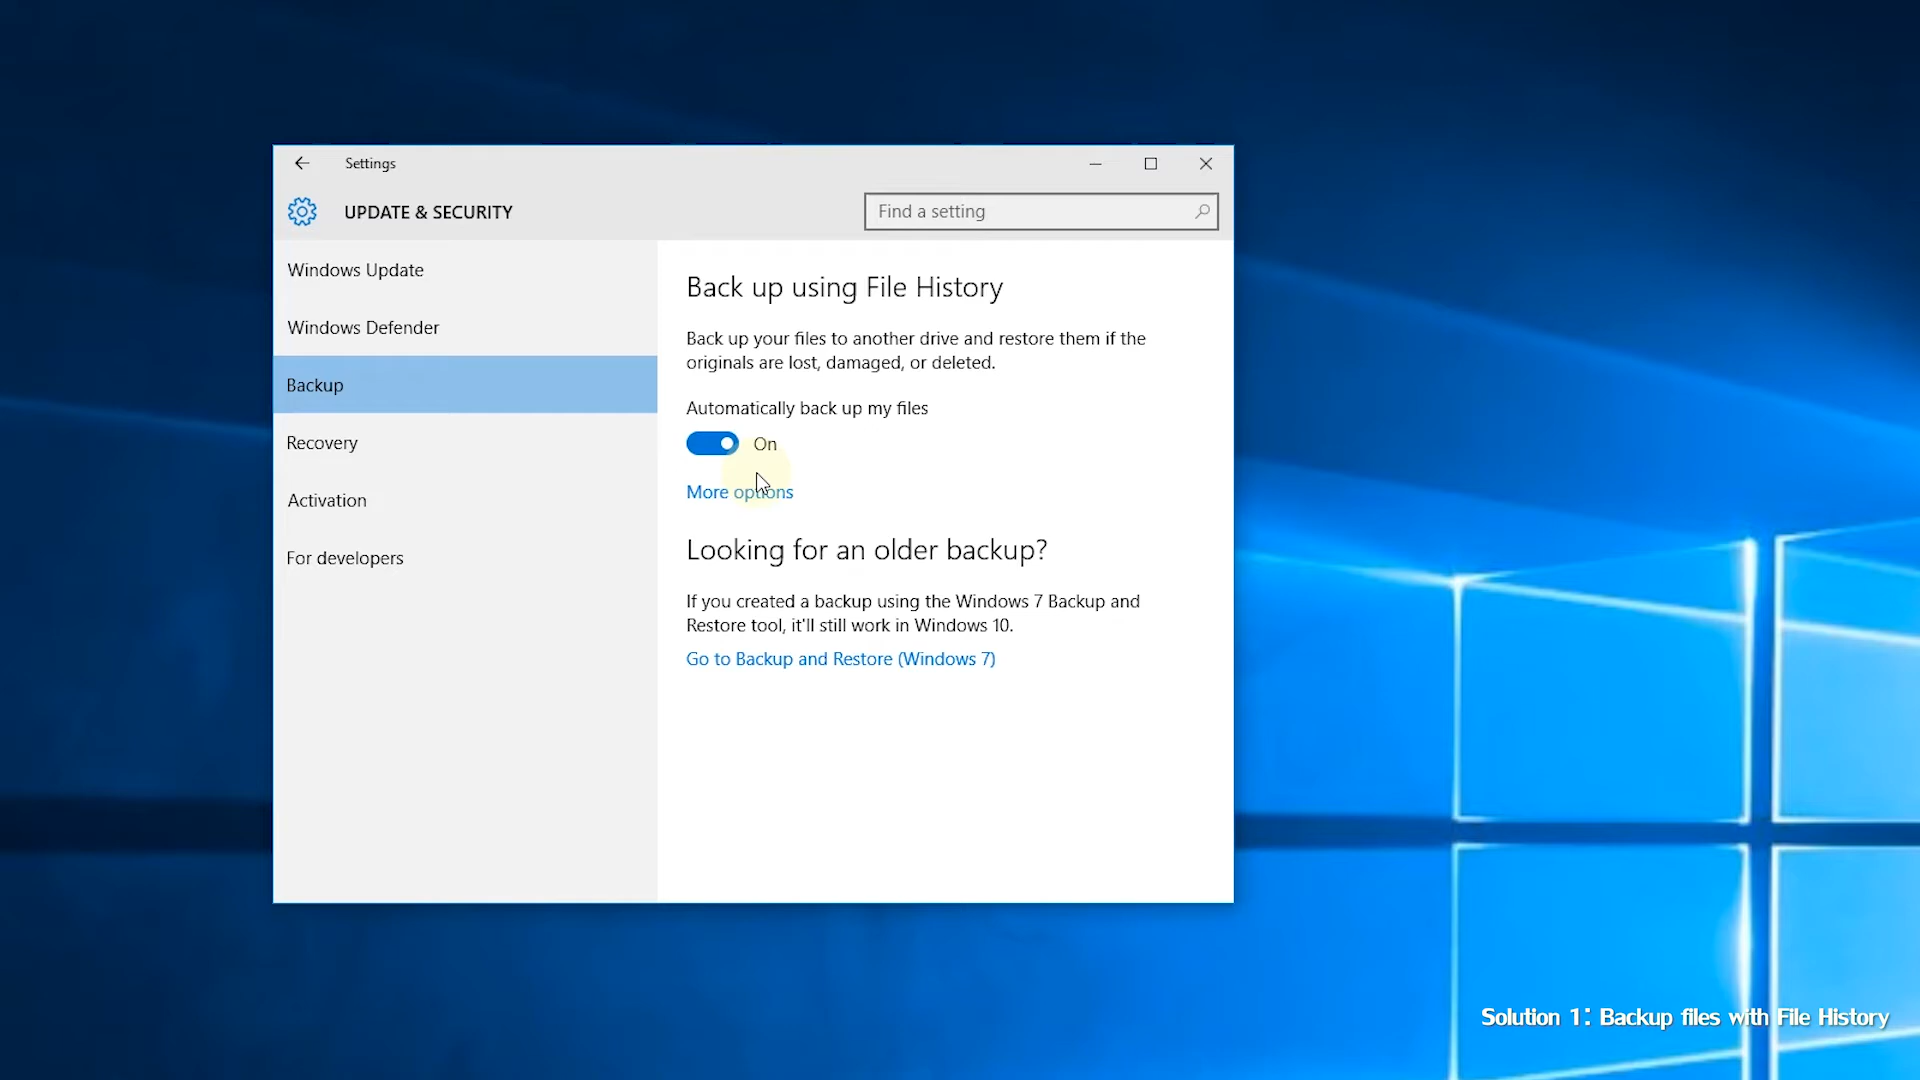 Settings
UPDATE & SECURITY
Find a setting
Windows Update
Windows Defender
Backup
Recovery
Activation
For developers
Back up using File History
Back up your files to another drive and restore them if the
originals are lost, damaged, or deleted.
Automatically back up my files
On
More options
Looking for an older backup?
If you created a backup using the Windows 7 Backup and
Restore tool, it'll still work in Windows 10.
Go to Backup and Restore (Windows 7)
Solution 1: Backup files with File History